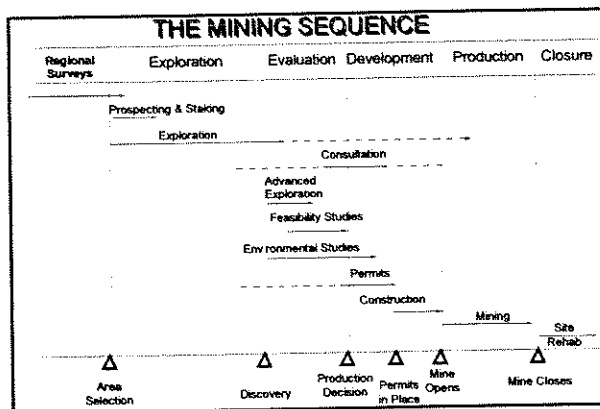 THE MINING SEQUENCE
Regional Surveys
Exploration
Evaluation
Development
Production
Closure
Prospecting & Staking
Exploration
Consultation
Advanced
Exploration
Feasibility Studies
Environmental Studies
Permits
Construction
Mining
Site
Rehab
Area
Selection
Discovery
Production
Decision
Permits
in Place
Mine
Opens
Mine Closes